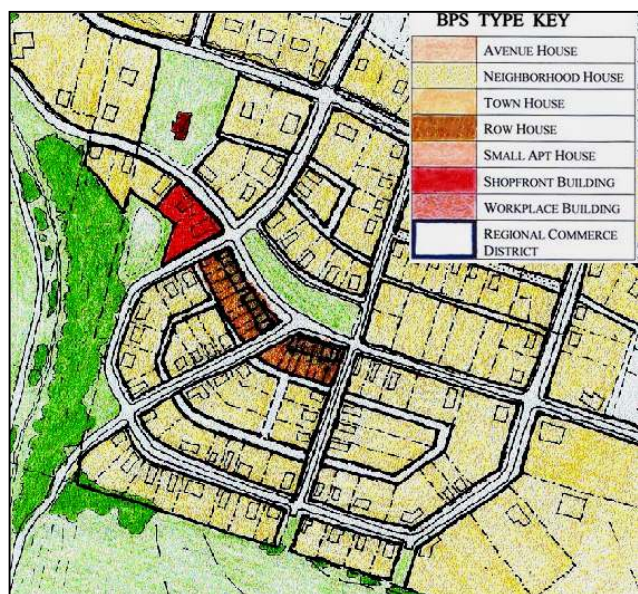 BPS TYPE KEY
AVENUE HOUSE
NEIGHBORHOOD HOUSE
TOWN HOUSE
ROW HOUSE
SMALL APT HOUSE
SHOPFRONT BUILDING
WORKPLACE BUILDING
REGIONAL COMMERCE
DISTRICT